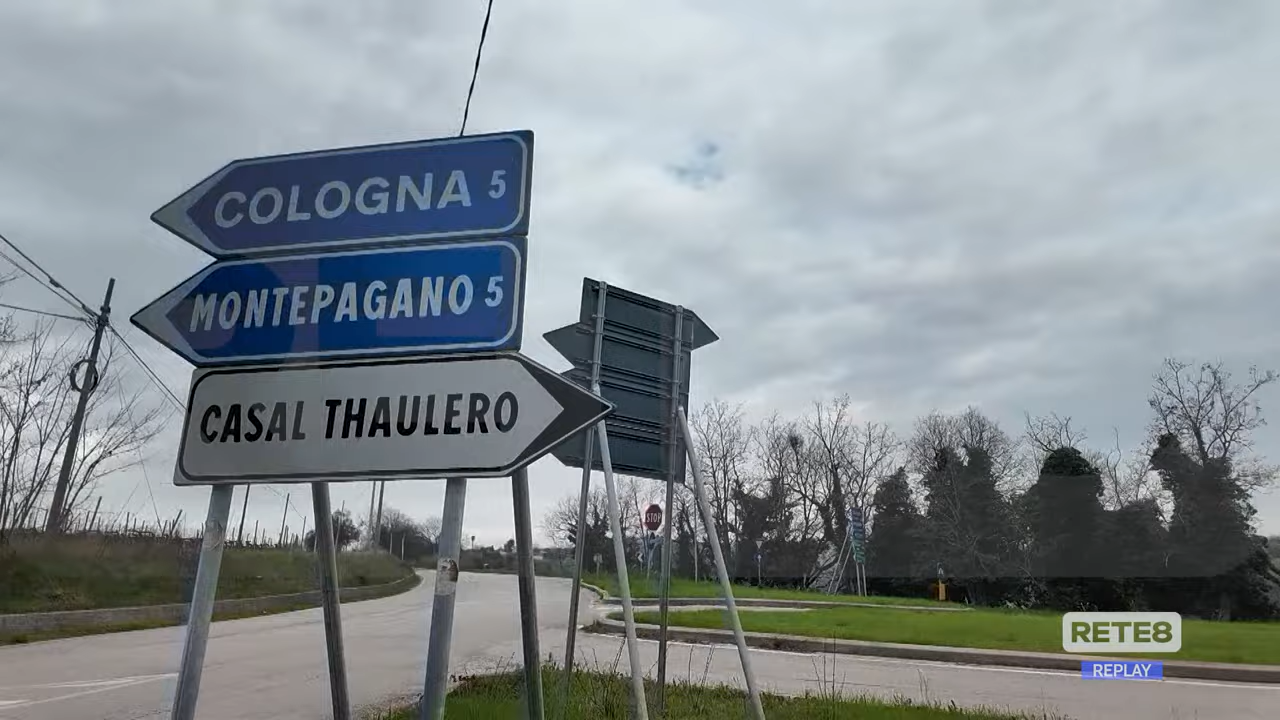 COLOGNA 5
MONTEPAGANO 5
CASAL THAULERO
STOP
RETE8
REPLAY